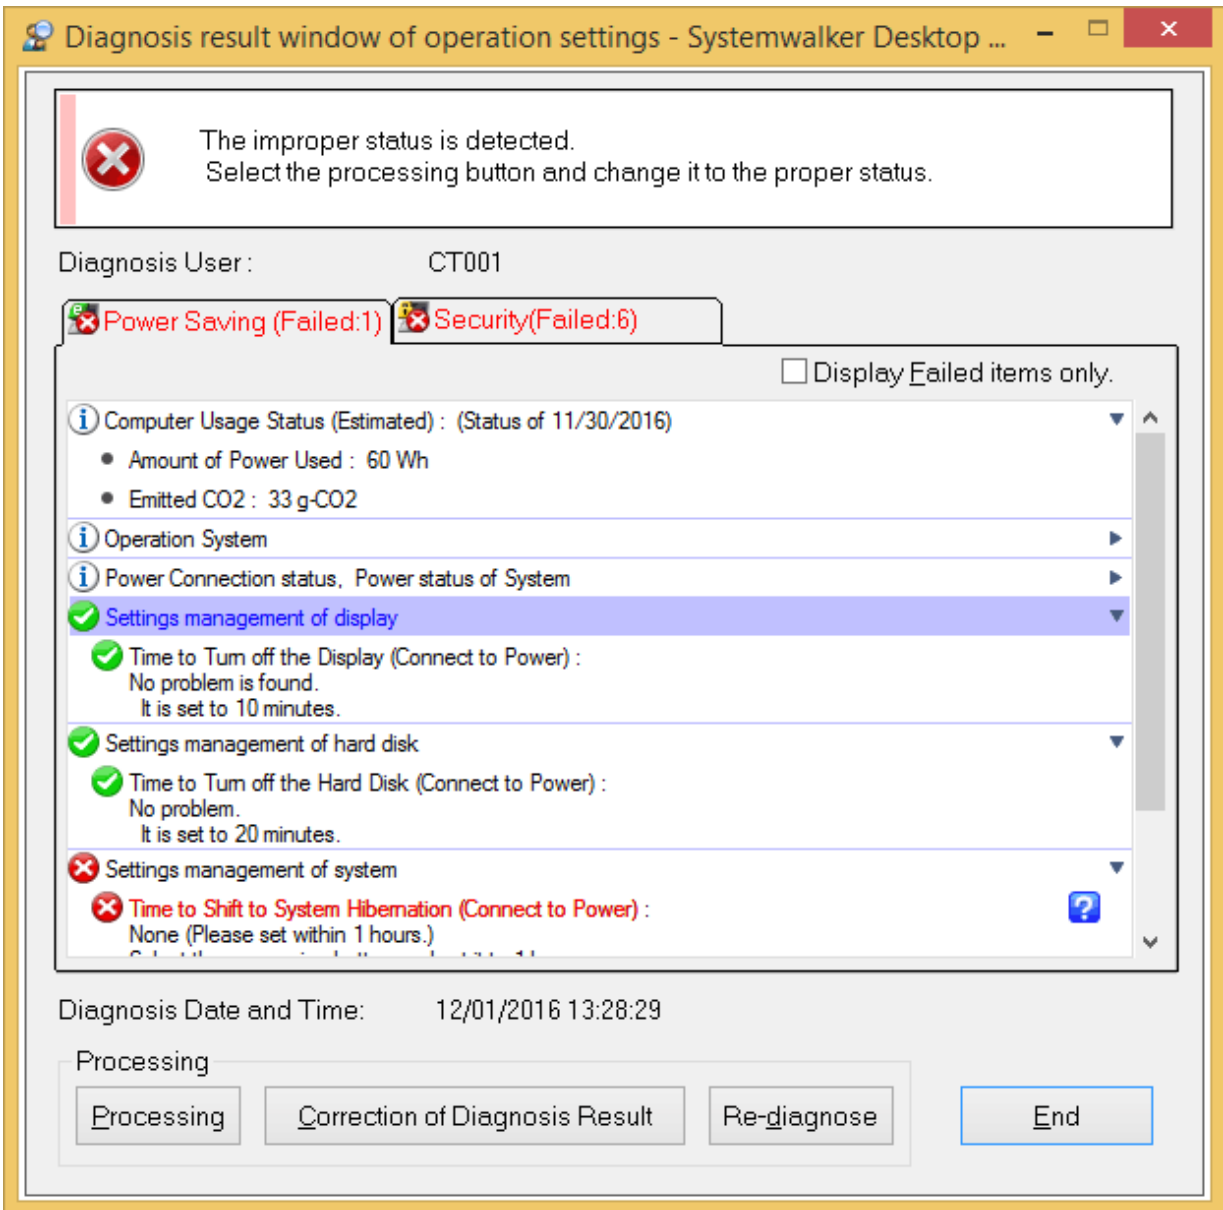 Diagnosis result window of operation settings - Systemwalker Desktop ...
The improper status is detected.
Select the processing button and change it to the proper status.
Diagnosis User : CT001
Power Saving (Failed:1) Security(Failed:6)
Display Failed items only.
Computer Usage Status (Estimated) : (Status of 11/30/2016)
Amount of Power Used : 60 Wh
Emitted CO2 : 33 g-CO2
Operation System
Power Connection status, Power status of System
Settings management of display
Time to Turn off the Display (Connect to Power) :
No problem is found.
It is set to 10 minutes.
Settings management of hard disk
Time to Turn off the Hard Disk (Connect to Power) :
No problem.
It is set to 20 minutes.
Settings management of system
Time to Shift to System Hibernation (Connect to Power) :
None (Please set within 1 hours.)
Diagnosis Date and Time: 12/01/2016 13:28:29
Processing
Processing Correction of Diagnosis Result Re-diagnose End